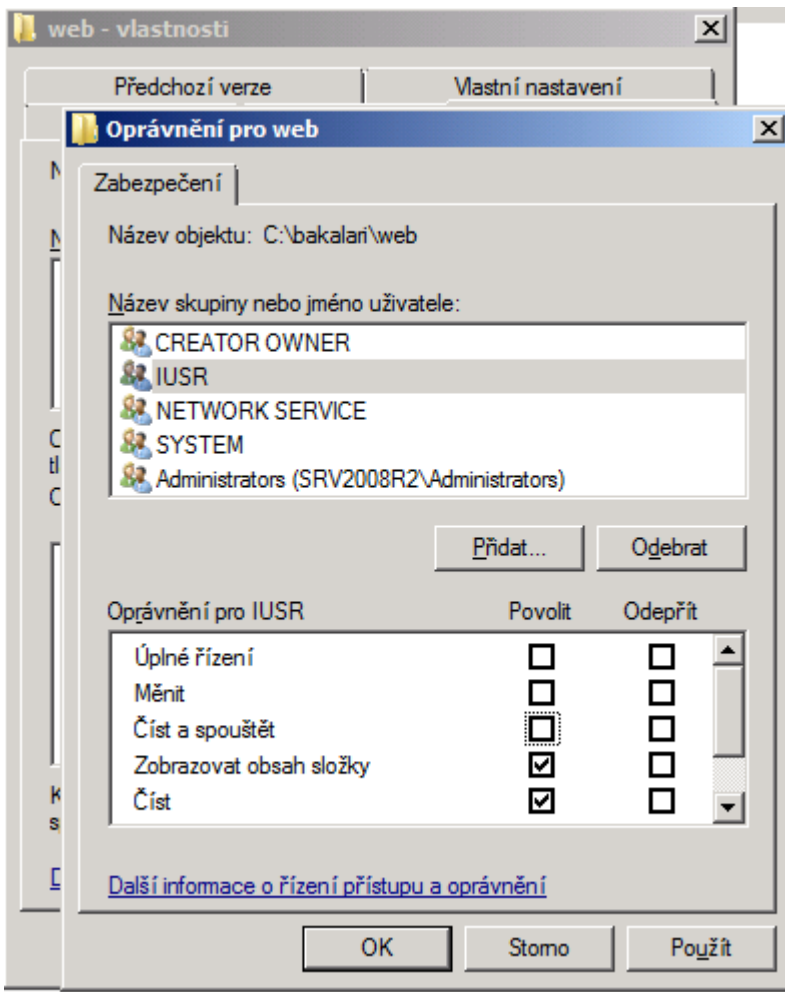 web - vlastnosti
Předchozí verze Vlastní nastavení
Oprávnění pro web
Zabezpečení
Název objektu: C:\bakalari\web
Název skupiny nebo jméno uživatele:
CREATOR OWNER
IUSR
NETWORK SERVICE
SYSTEM
Administrators (SRV2008R2\Administrators)
Přidat... Odebrat
Oprávnění pro IUSR Povolit Odepřít
Úplné řízení
Měnit
Číst a spouštět
Zobrazovat obsah složky
Číst
Další informace o řízení přístupu a oprávnění
OK Storno Použít